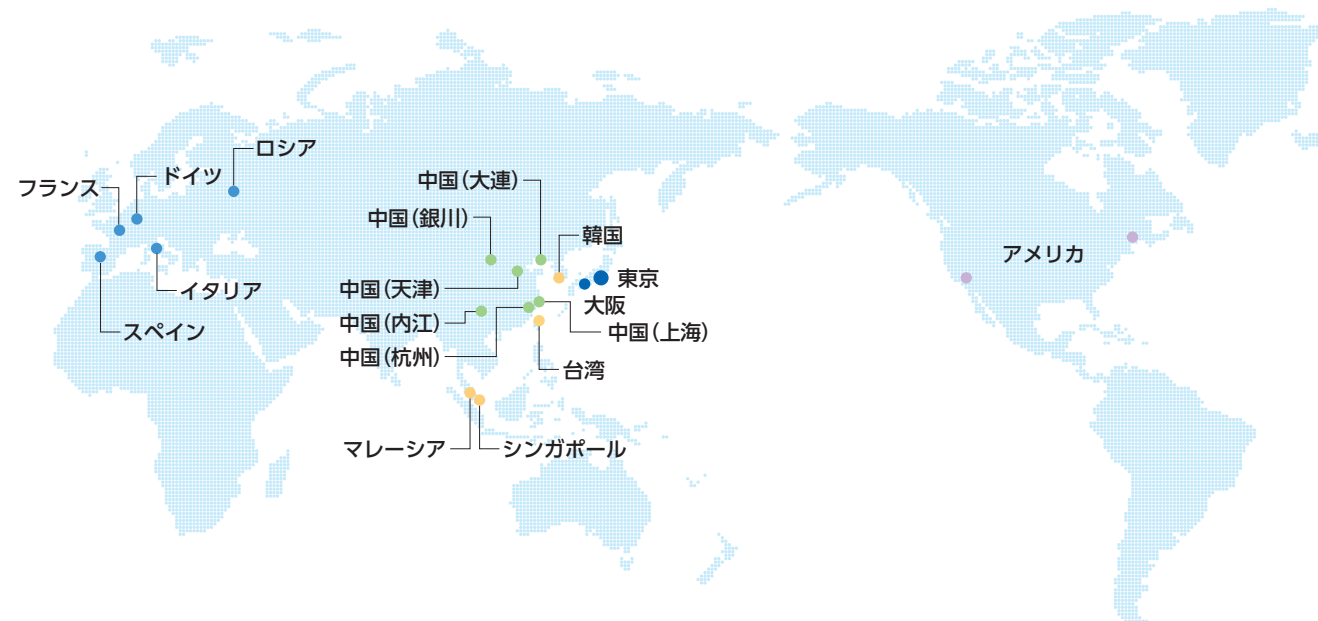 ロシア
ドイツ
フランス
中国(大連)
中国(銀川)
韓国
アメリカ
東京
イタリア
中国(天津)
大阪
スペイン
中国(内江)
中国(上海)
中国(杭州)
台湾
マレーシア
シンガポール